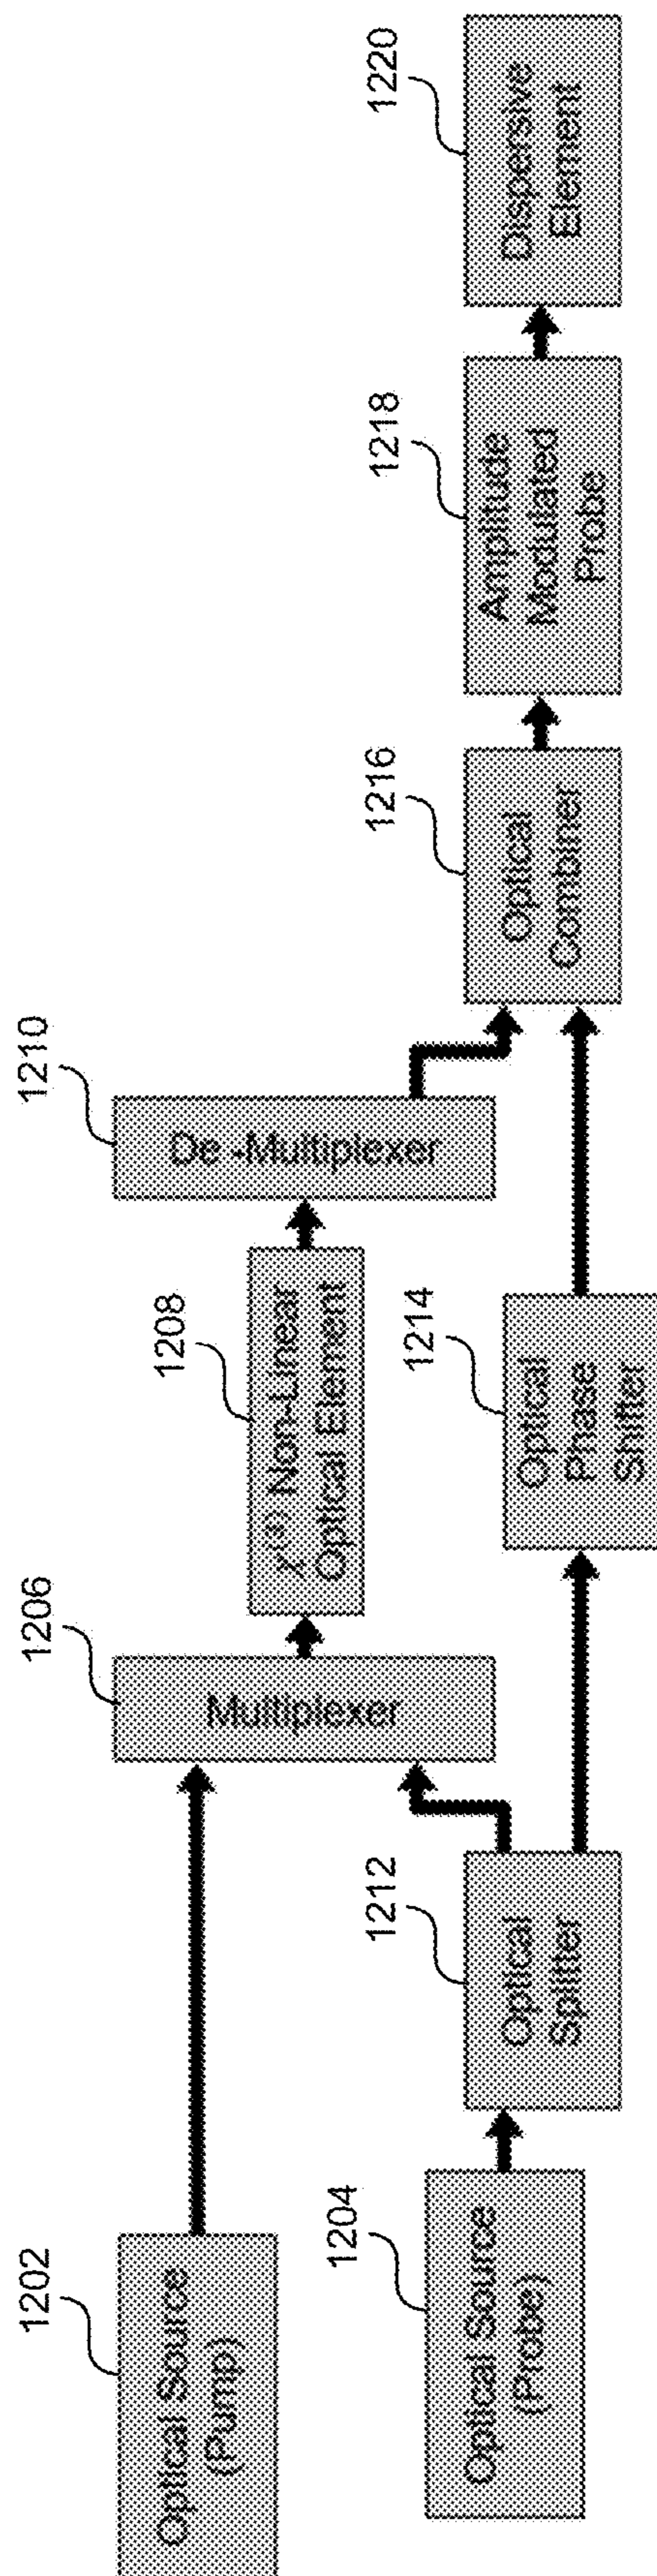 1202
Optical Source
(Pump)
1204
Optical Source
(Probe)
1212
Optical
Splitter
1206
Multiplexer
1208
χ⁽³⁾ Non-Linear
Optical Element
1214
Optical
Phase
Shifter
1210
De -Multiplexer
1216
Optical
Combiner
1218
Amplitude
Modulated
Probe
1220
Dispersive
Element